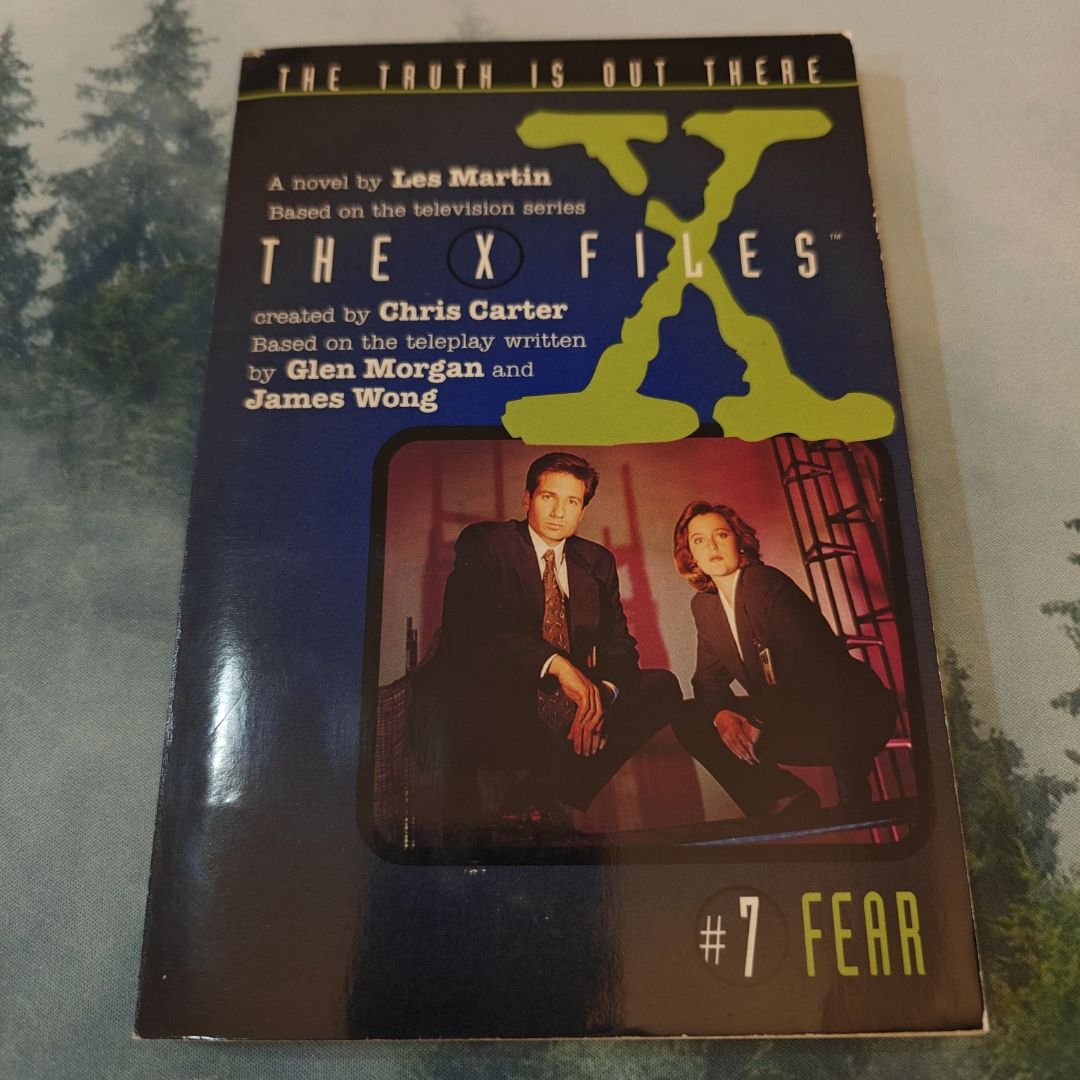 THE TRUTH IS OUT THERE
X
A novel by Les Martin
Based on the television series
THE X FILES™
created by Chris Carter
Based on the teleplay written
by Glen Morgan and
James Wong
#7 FEAR